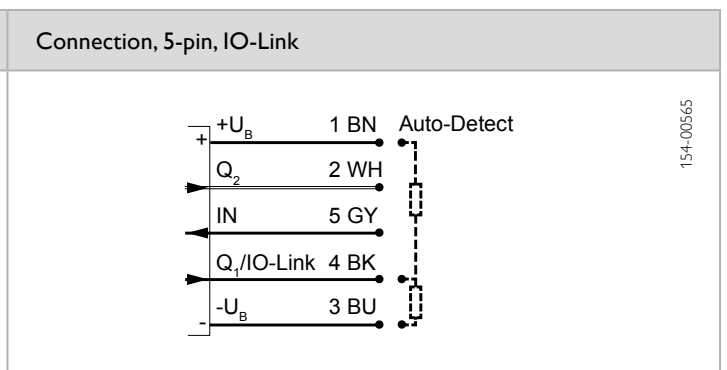 Connection, 5-pin, IO-Link
+U_B 1 BN Auto-Detect
+
Q_2 2 WH
IN 5 GY
Q_1/IO-Link 4 BK
-U_B 3 BU
-
154-00565